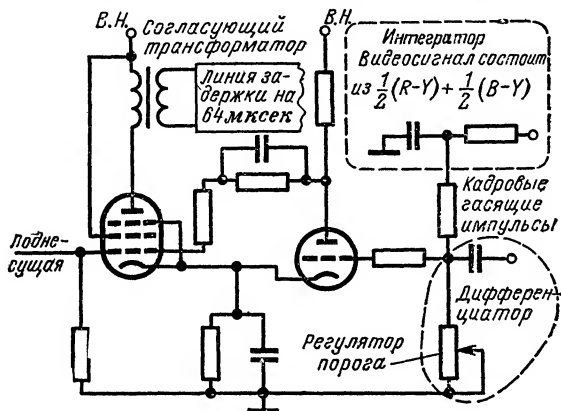 В.Н.
Согласующий
трансформатор
Линия за-
держки на
64 мксек
В.Н.
Интегратор
Видеосигнал состоит
из 1/2 (R-Y) + 1/2 (B-Y)
Кадровые
гасящие
импульсы
Подне-
сущая
Дифферен-
циатор
Регулятор
порога